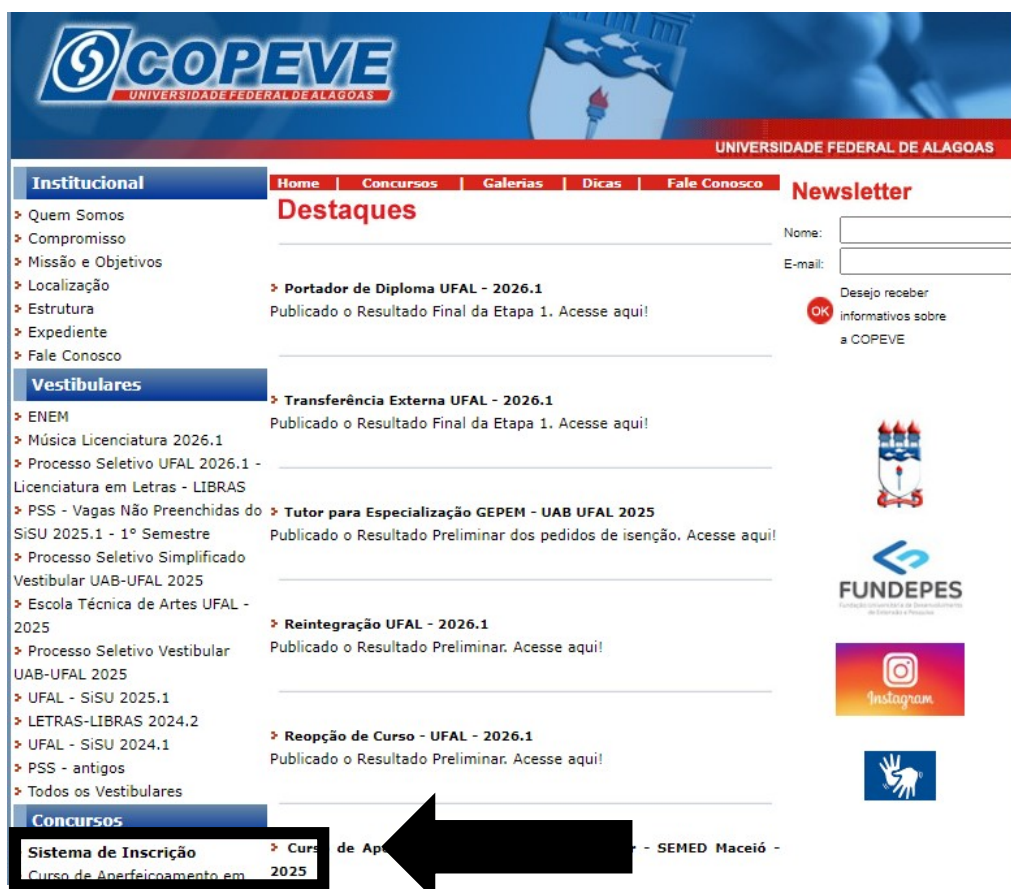 COPEVE
UNIVERSIDADE FEDERAL DE ALAGOAS
UNIVERSIDADE FEDERAL DE ALAGOAS
Institucional
Quem Somos
Compromisso
Missão e Objetivos
Localização
Estrutura
Expediente
Fale Conosco
Vestibulares
ENEM
Música Licenciatura 2026.1
Processo Seletivo UFAL 2026.1 -
Licenciatura em Letras - LIBRAS
PSS - Vagas Não Preenchidas do
SiSU 2025.1 - 1º Semestre
Processo Seletivo Simplificado
Vestibular UAB-UFAL 2025
Escola Técnica de Artes UFAL -
2025
Processo Seletivo Vestibular
UAB-UFAL 2025
UFAL - SiSU 2025.1
LETRAS-LIBRAS 2024.2
UFAL - SiSU 2024.1
PSS - antigos
Todos os Vestibulares
Concursos
Sistema de Inscrição
Curso de Aperfeiçoamento em
Home | Concursos | Galerias | Dicas | Fale Conosco
Destaques
Portador de Diploma UFAL - 2026.1
Publicado o Resultado Final da Etapa 1. Acesse aqui!
Transferência Externa UFAL - 2026.1
Publicado o Resultado Final da Etapa 1. Acesse aqui!
Tutor para Especialização GEPEM - UAB UFAL 2025
Publicado o Resultado Preliminar dos pedidos de isenção. Acesse aqui!
Reintegração UFAL - 2026.1
Publicado o Resultado Preliminar. Acesse aqui!
Reopção de Curso - UFAL - 2026.1
Publicado o Resultado Preliminar. Acesse aqui!
Curso de - SEMED Maceió -
2025
Newsletter
Nome:
E-mail:
OK
Desejo receber
informativos sobre
a COPEVE
FUNDEPES
Fundação Universitária de Desenvolvimento
de Extensão e Pesquisa
Instagram